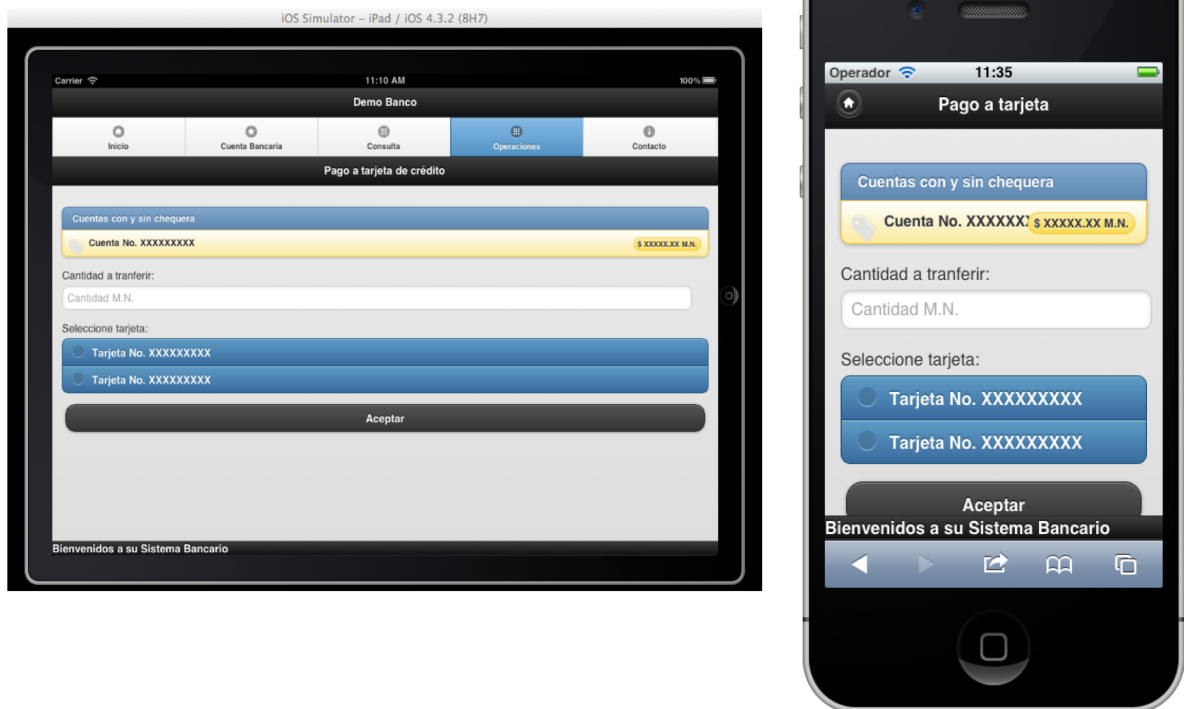 iOS Simulator – iPad / iOS 4.3.2 (8H7)
Carrier 11:10 AM 100%
Demo Banco
Inicio Cuenta Bancaria Consulta Operaciones Contacto
Pago a tarjeta de crédito
Cuentas con y sin chequera
Cuenta No. XXXXXXXXX $ XXXXX.XX M.N.
Cantidad a tranferir:
Cantidad M.N.
Seleccione tarjeta:
Tarjeta No. XXXXXXXXX
Tarjeta No. XXXXXXXXX
Aceptar
Bienvenidos a su Sistema Bancario
Operador 11:35
Pago a tarjeta
Cuentas con y sin chequera
Cuenta No. XXXXXX $ XXXXX.XX M.N.
Cantidad a tranferir:
Cantidad M.N.
Seleccione tarjeta:
Tarjeta No. XXXXXXXXX
Tarjeta No. XXXXXXXXX
Aceptar
Bienvenidos a su Sistema Bancario